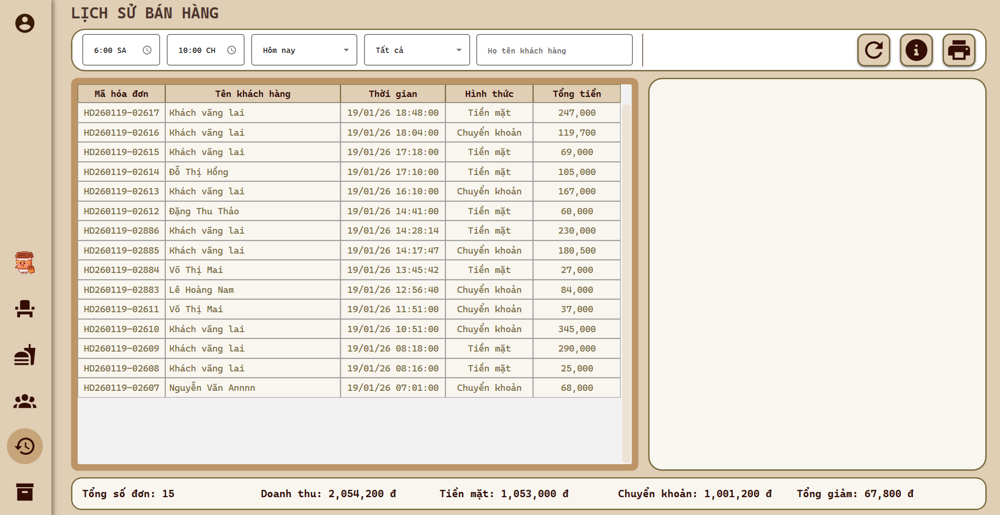 LỊCH SỬ BÁN HÀNG
6:00 SA 10:00 CH Hôm nay Tất cả Họ tên khách hàng
Mã hóa đơn Tên khách hàng Thời gian Hình thức Tổng tiền
HD260119-02617 Khách vãng lai 19/01/26 18:48:00 Tiền mặt 247,000
HD260119-02616 Khách vãng lai 19/01/26 18:04:00 Chuyển khoản 119,700
HD260119-02615 Khách vãng lai 19/01/26 17:18:00 Tiền mặt 69,000
HD260119-02614 Đỗ Thị Hồng 19/01/26 17:10:00 Tiền mặt 105,000
HD260119-02613 Khách vãng lai 19/01/26 16:10:00 Chuyển khoản 167,000
HD260119-02612 Đặng Thu Thảo 19/01/26 14:41:00 Tiền mặt 60,000
HD260119-02886 Khách vãng lai 19/01/26 14:28:14 Tiền mặt 230,000
HD260119-02885 Khách vãng lai 19/01/26 14:17:47 Chuyển khoản 180,500
HD260119-02884 Võ Thị Mai 19/01/26 13:45:42 Tiền mặt 27,000
HD260119-02883 Lê Hoàng Nam 19/01/26 12:56:40 Chuyển khoản 84,000
HD260119-02611 Võ Thị Mai 19/01/26 11:51:00 Chuyển khoản 37,000
HD260119-02610 Khách vãng lai 19/01/26 10:51:00 Chuyển khoản 345,000
HD260119-02609 Khách vãng lai 19/01/26 08:18:00 Tiền mặt 290,000
HD260119-02608 Khách vãng lai 19/01/26 08:16:00 Tiền mặt 25,000
HD260119-02607 Nguyễn Văn Annnn 19/01/26 07:01:00 Chuyển khoản 68,000
Tổng số đơn: 15 Doanh thu: 2,054,200 đ Tiền mặt: 1,053,000 đ Chuyển khoản: 1,001,200 đ Tổng giảm: 67,800 đ